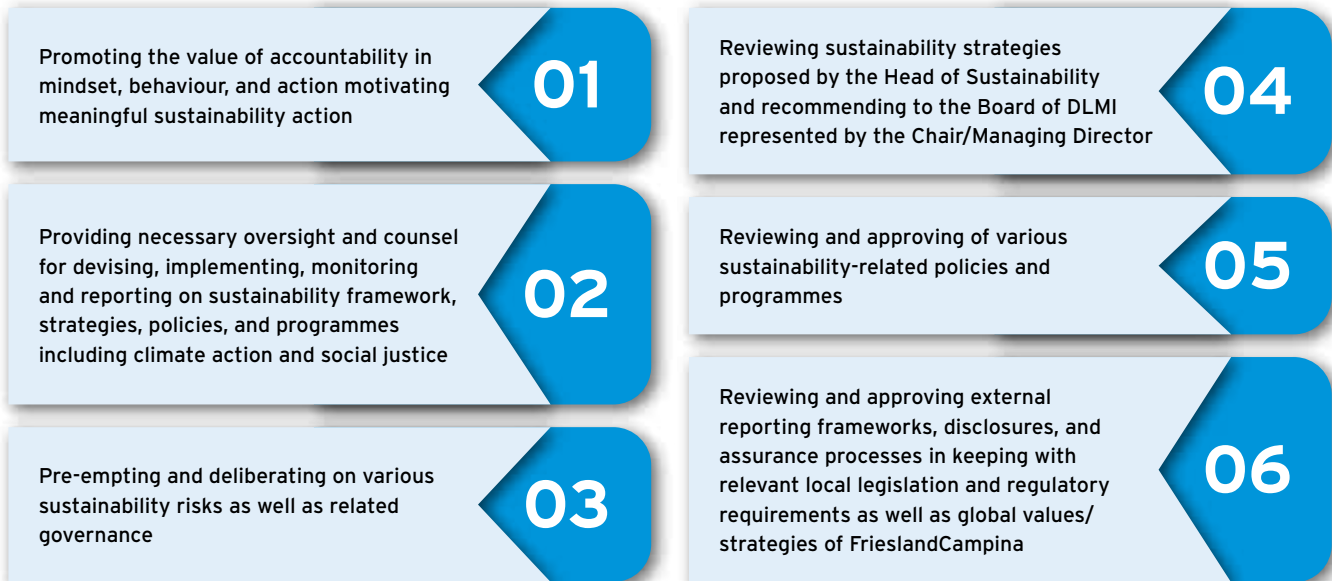 Promoting the value of accountability in
mindset, behaviour, and action motivating
meaningful sustainability action
01
Providing necessary oversight and counsel
for devising, implementing, monitoring
and reporting on sustainability framework,
strategies, policies, and programmes
including climate action and social justice
02
Pre-empting and deliberating on various
sustainability risks as well as related
governance
03
Reviewing sustainability strategies
proposed by the Head of Sustainability
and recommending to the Board of DLMI
represented by the Chair/Managing Director
04
Reviewing and approving of various
sustainability-related policies and
programmes
05
Reviewing and approving external
reporting frameworks, disclosures, and
assurance processes in keeping with
relevant local legislation and regulatory
requirements as well as global values/
strategies of FrieslandCampina
06